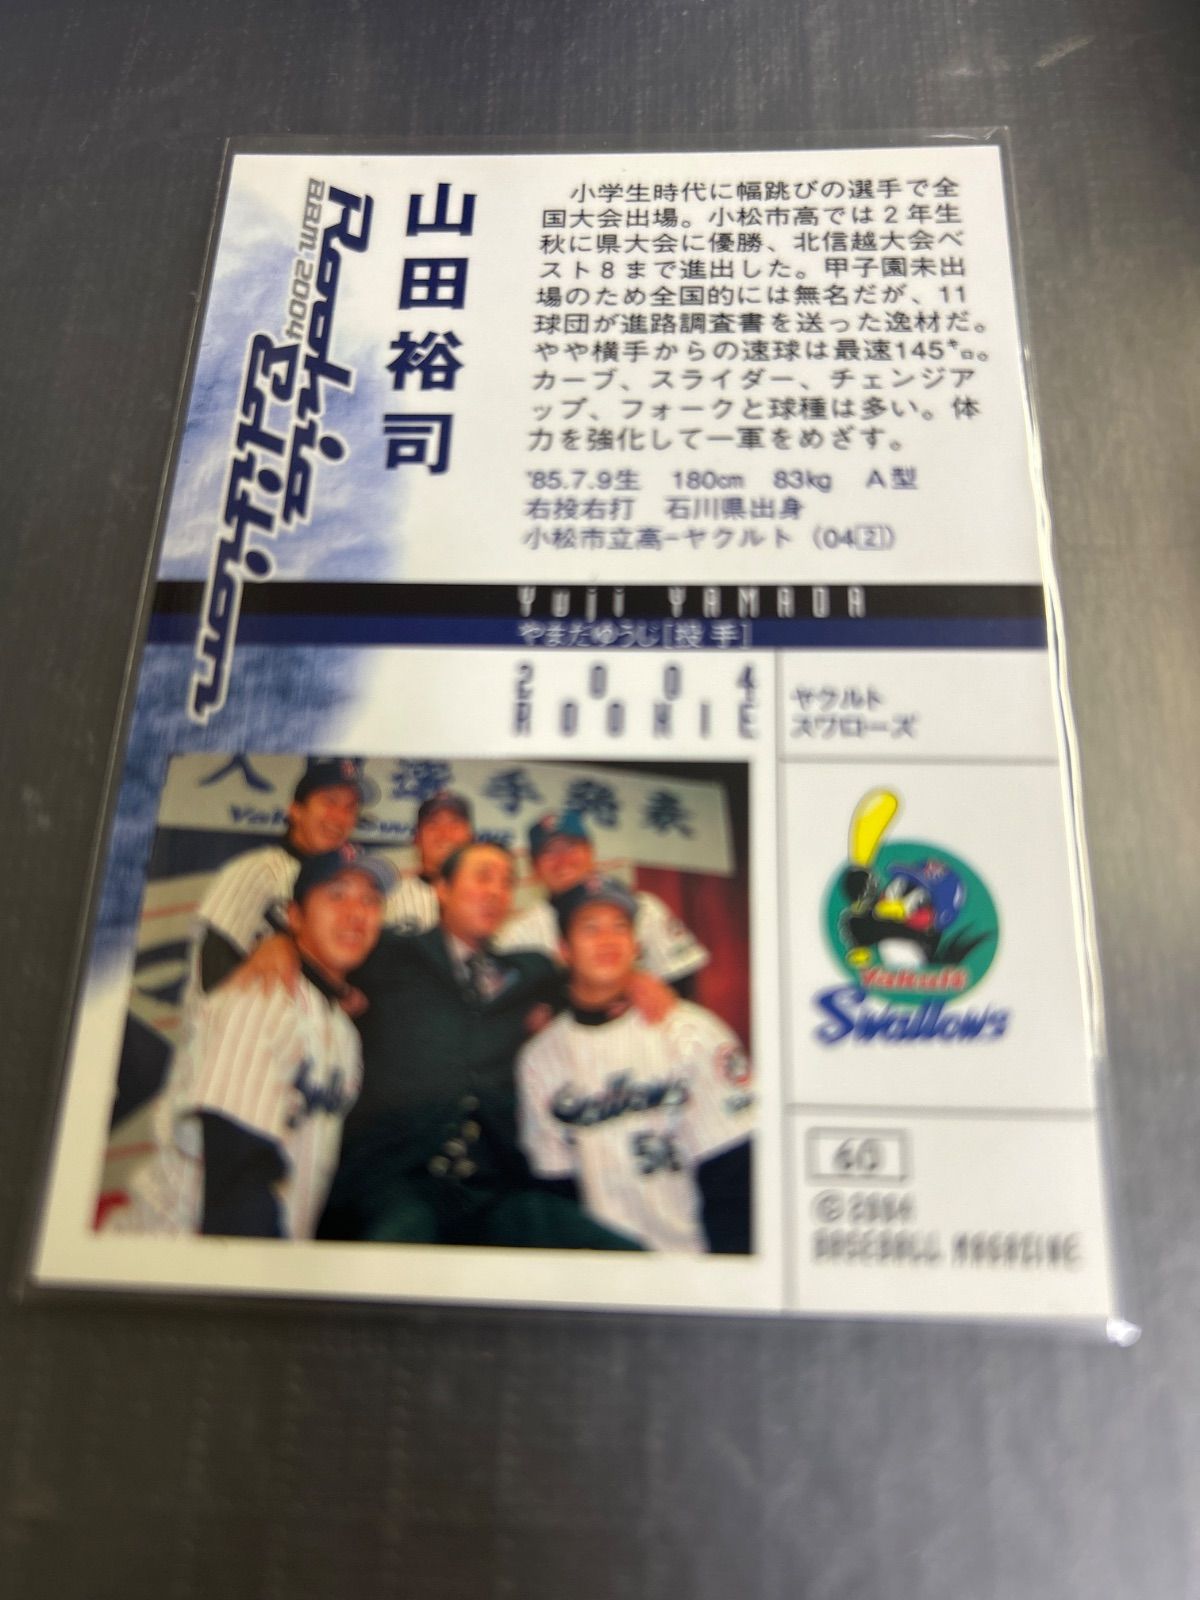 BBM 2004
Rookie
Edition
山田裕司
小学生時代に幅跳びの選手で全
国大会出場。小松市高では2年生
秋に県大会に優勝、北信越大会ベ
スト8まで進出した。甲子園未出
場のため全国的には無名だが、11
球団が進路調査書を送った逸材だ。
やや横手からの速球は最速145㌔。
カーブ、スライダー、チェンジア
ップ、フォークと球種は多い。体
力を強化して一軍をめざす。
'85.7.9生 180cm 83kg A型
右投右打 石川県出身
小松市立高-ヤクルト（04②）
Yuji YAMADA
やまだゆうじ[投手]
2004
ROOKIE
ヤクルト
スワローズ
選手発表
Yakult Swallows
Swallows
56
Yakult
Swallows
60
©2004
BASEBALL MAGAZINE